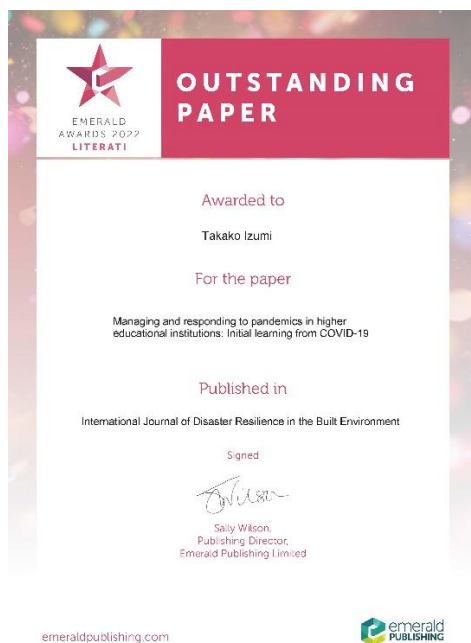 EMERALD
AWARDS 2022
LITERATI
OUTSTANDING
PAPER
Awarded to
Takako Izumi
For the paper
Managing and responding to pandemics in higher
educational institutions: Initial learning from COVID-19
Published in
International Journal of Disaster Resilience in the Built Environment
Signed
SWilson
Sally Wilson,
Publishing Director,
Emerald Publishing Limited
emeraldpublishing.com
emerald
PUBLISHING